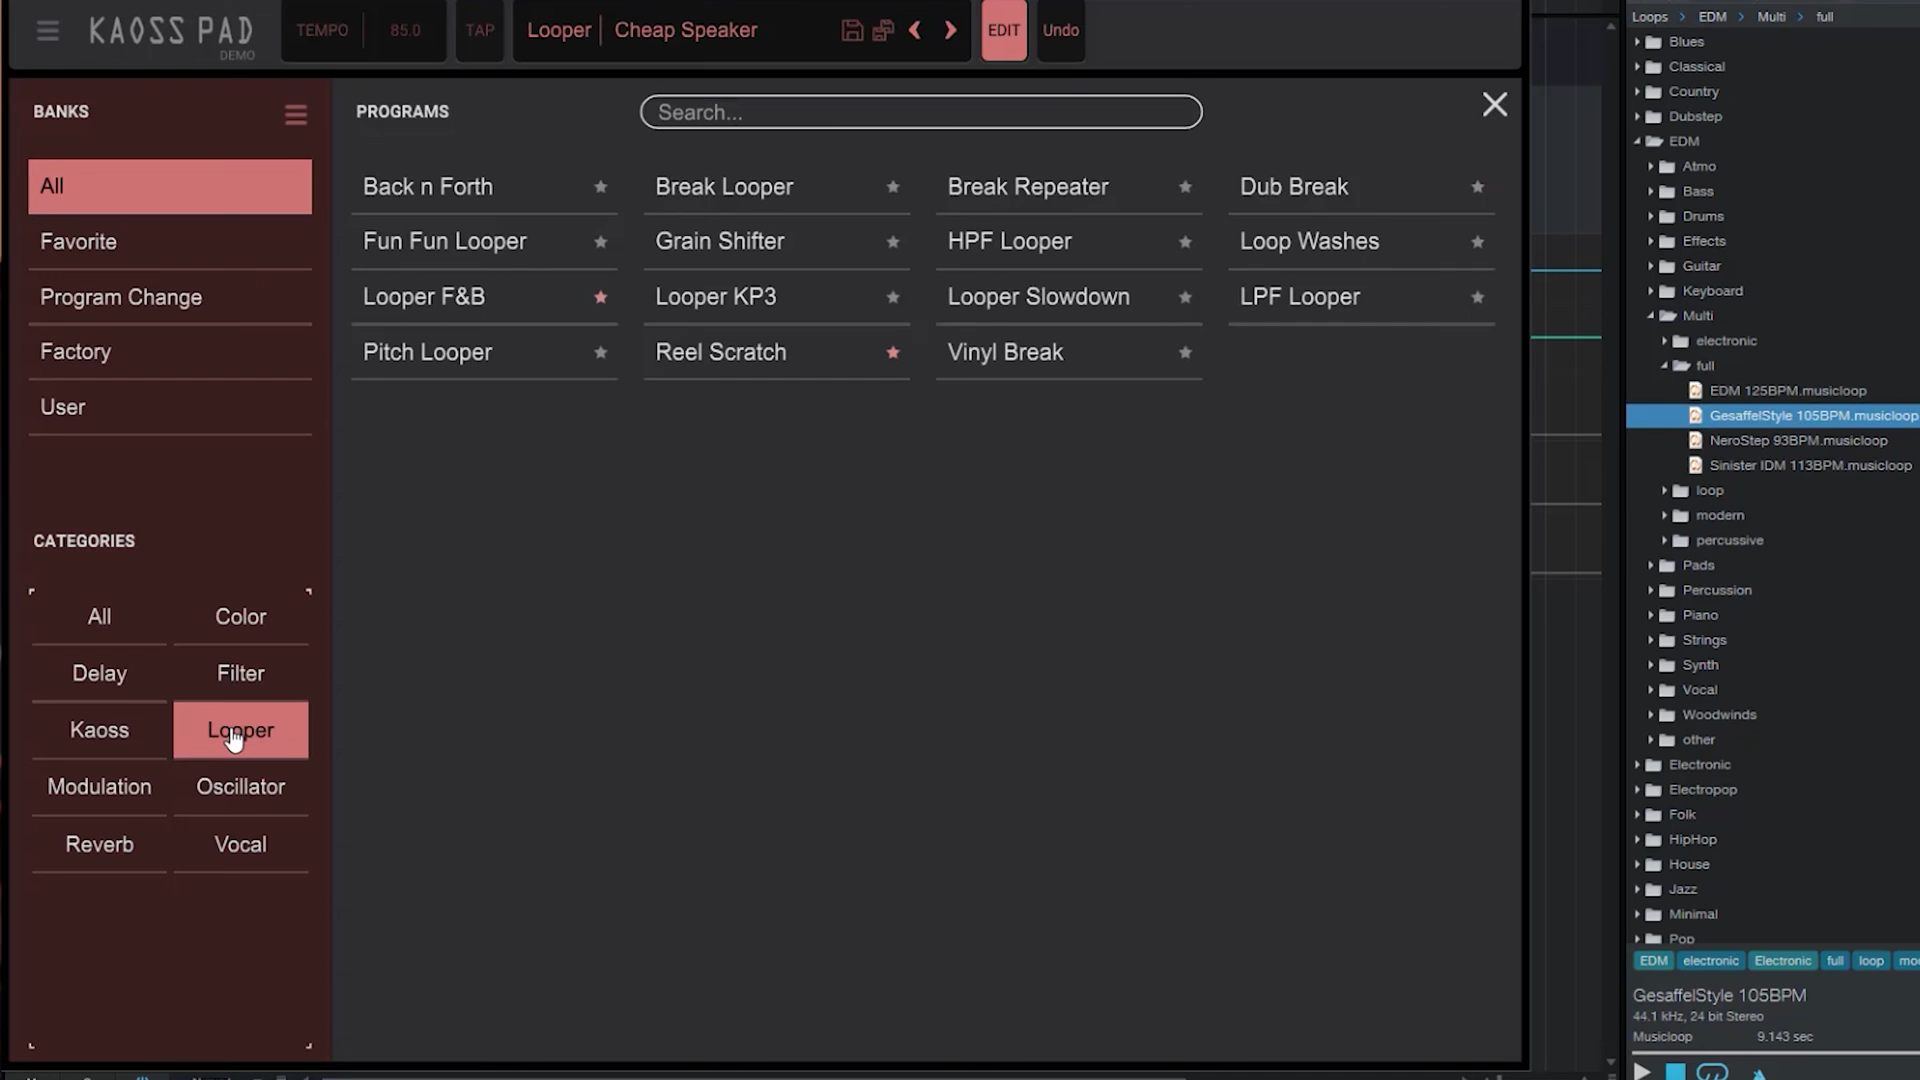 KAOSS PAD
DEMO
TEMPO 85.0
TAP
Looper | Cheap Speaker
EDIT
Undo
BANKS
All
Favorite
Program Change
Factory
User
CATEGORIES
All Color
Delay Filter
Kaoss Looper
Modulation Oscillator
Reverb Vocal
PROGRAMS
Search...
Back n Forth Break Looper Break Repeater Dub Break
Fun Fun Looper Grain Shifter HPF Looper Loop Washes
Looper F&B Looper KP3 Looper Slowdown LPF Looper
Pitch Looper Reel Scratch Vinyl Break
Loops > EDM > Multi > full
Blues
Classical
Country
Dubstep
EDM
Atmo
Bass
Drums
Effects
Guitar
Keyboard
Multi
electronic
full
EDM 125BPM.musicloop
GesaffelStyle 105BPM.musicloop
NeroStep 93BPM.musicloop
Sinister IDM 113BPM.musicloop
loop
modern
percussive
Pads
Percussion
Piano
Strings
Synth
Vocal
Woodwinds
other
Electronic
Electropop
Folk
HipHop
House
Jazz
Minimal
Pop
EDM electronic Electronic full loop
GesaffelStyle 105BPM
44.1 kHz, 24 bit Stereo
Musicloop 9.143 sec